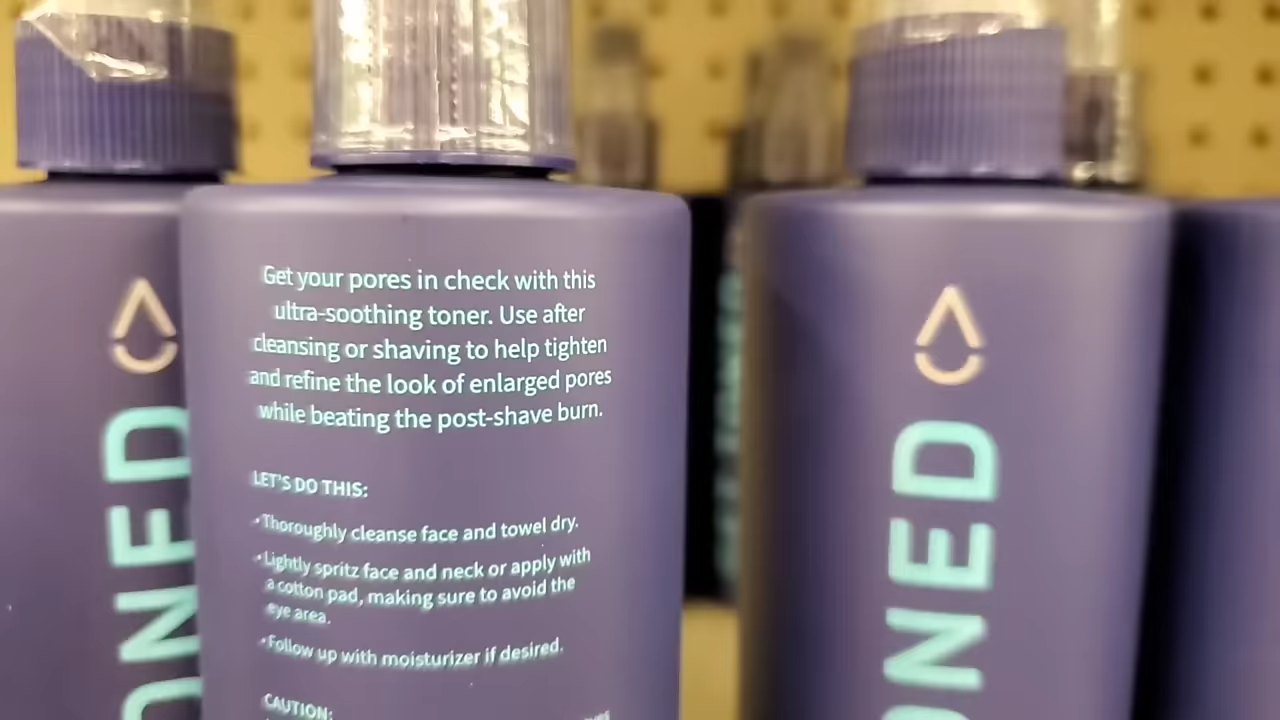 Get your pores in check with this
ultra-soothing toner. Use after
cleansing or shaving to help tighten
and refine the look of enlarged pores
while beating the post-shave burn.
LET'S DO THIS:
•Thoroughly cleanse face and towel dry.
•Lightly spritz face and neck or apply with
a cotton pad, making sure to avoid the
eye area.
•Follow up with moisturizer if desired.
CAUTION:
ONED
ONED